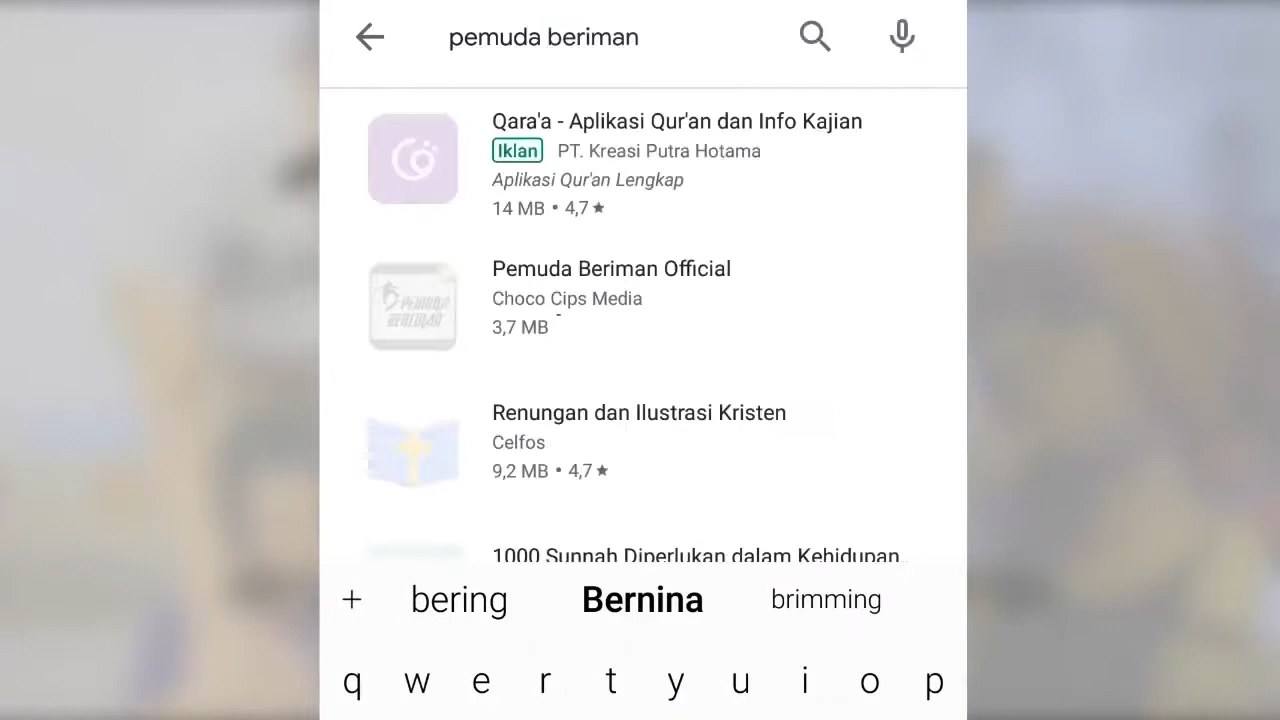 pemuda beriman
Qara'a - Aplikasi Qur'an dan Info Kajian
Iklan PT. Kreasi Putra Hotama
Aplikasi Qur'an Lengkap
14 MB • 4,7 ★
Pemuda Beriman Official
Choco Cips Media
3,7 MB
PEMUDA
BERIMAN
Renungan dan Ilustrasi Kristen
Celfos
9,2 MB • 4,7 ★
1000 Sunnah Diperlukan dalam Kehidupan
+ bering Bernina brimming
q w e r t y u i o p